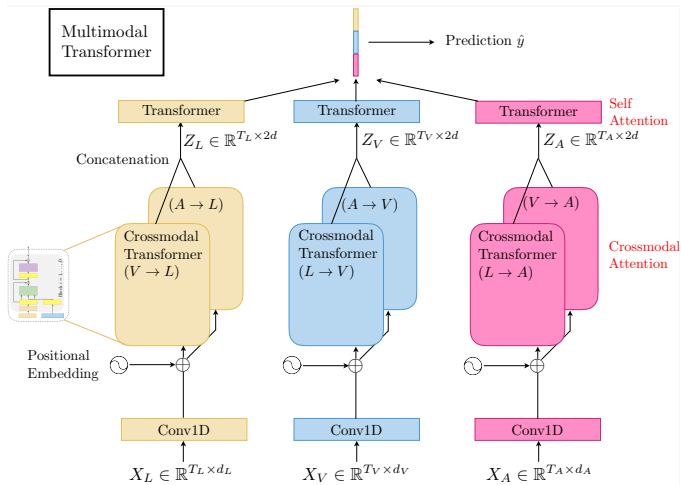 Multimodal
Transformer
Prediction ŷ
Transformer
Transformer
Transformer
Self
Attention
Z_L ∈ ℝ^{T_L×2d}
Z_V ∈ ℝ^{T_V×2d}
Z_A ∈ ℝ^{T_A×2d}
Concatenation
(A → L)
(A → V)
(V → A)
Crossmodal
Transformer
(V → L)
Crossmodal
Transformer
(L → V)
Crossmodal
Transformer
(L → A)
Crossmodal
Attention
Positional
Embedding
Conv1D
Conv1D
Conv1D
X_L ∈ ℝ^{T_L×d_L}
X_V ∈ ℝ^{T_V×d_V}
X_A ∈ ℝ^{T_A×d_A}